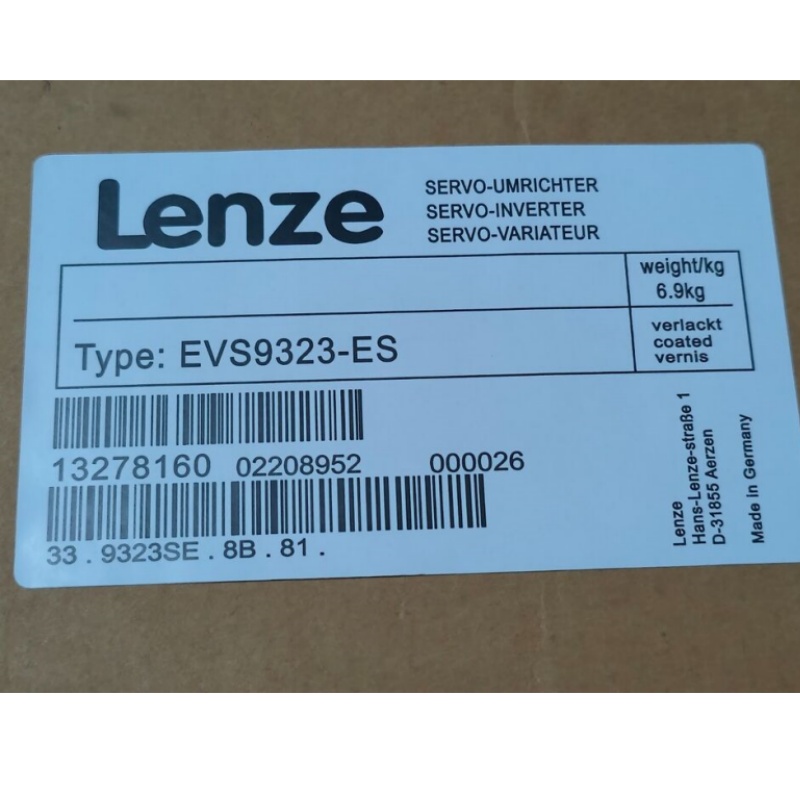 Lenze
SERVO-UMRICHTER
SERVO-INVERTER
SERVO-VARIATEUR
weight/kg
6.9kg
Type: EVS9323-ES
verlackt
coated
vernis
13278160 02208952 000026
33 . 9323SE . 8B . 81 .
Lenze
Hans-Lenze-straße 1
D-31855 Aerzen
Made in Germany